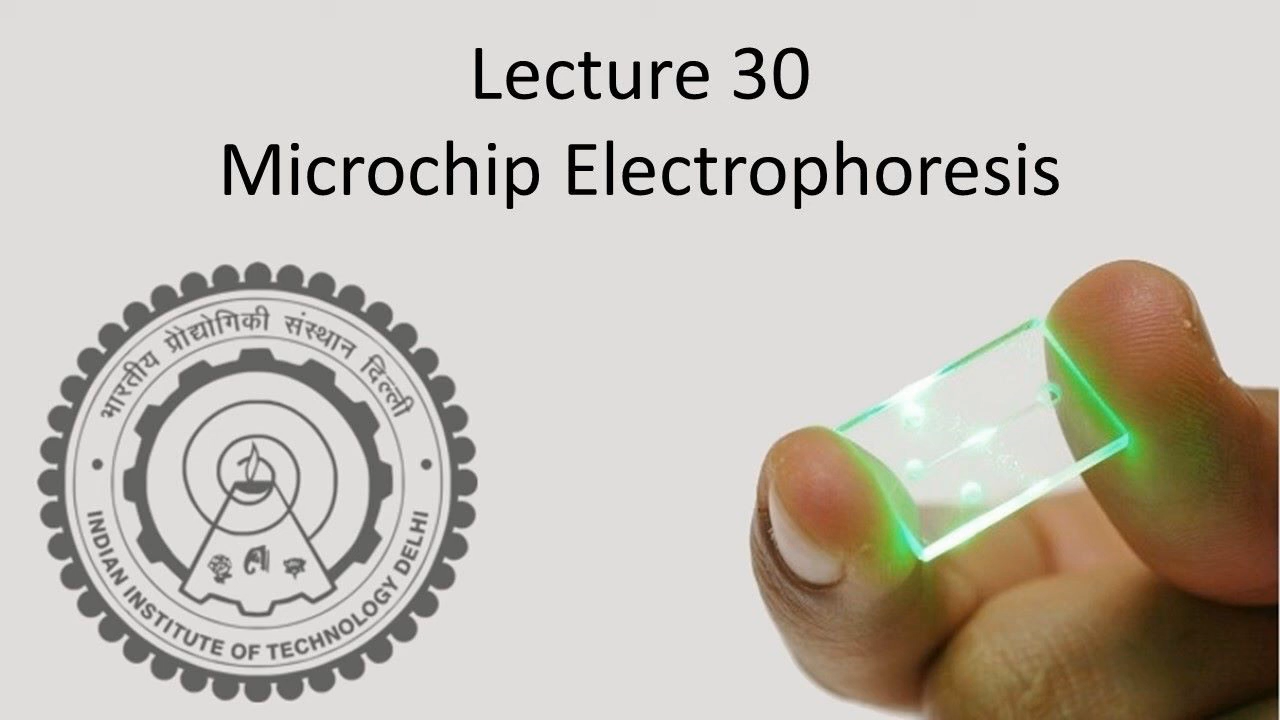 Lecture 30
Microchip Electrophoresis
भारतीय प्रौद्योगिकी संस्थान दिल्ली
INDIAN INSTITUTE OF TECHNOLOGY DELHI